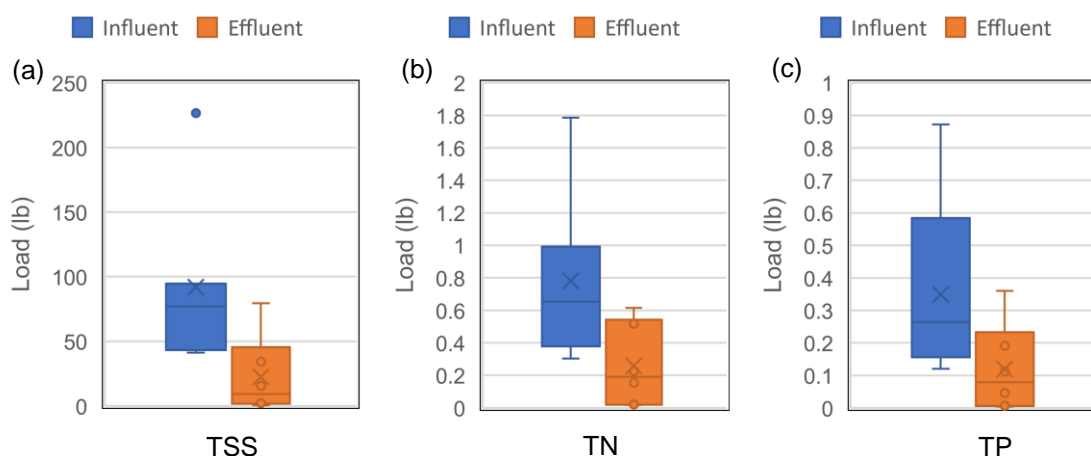 Influent Effluent
(a)
250
200
150
100
50
0
Load (lb)
TSS
Influent Effluent
(b)
2
1.8
1.6
1.4
1.2
1
0.8
0.6
0.4
0.2
0
Load (lb)
TN
Influent Effluent
(c)
1
0.9
0.8
0.7
0.6
0.5
0.4
0.3
0.2
0.1
0
Load (lb)
TP